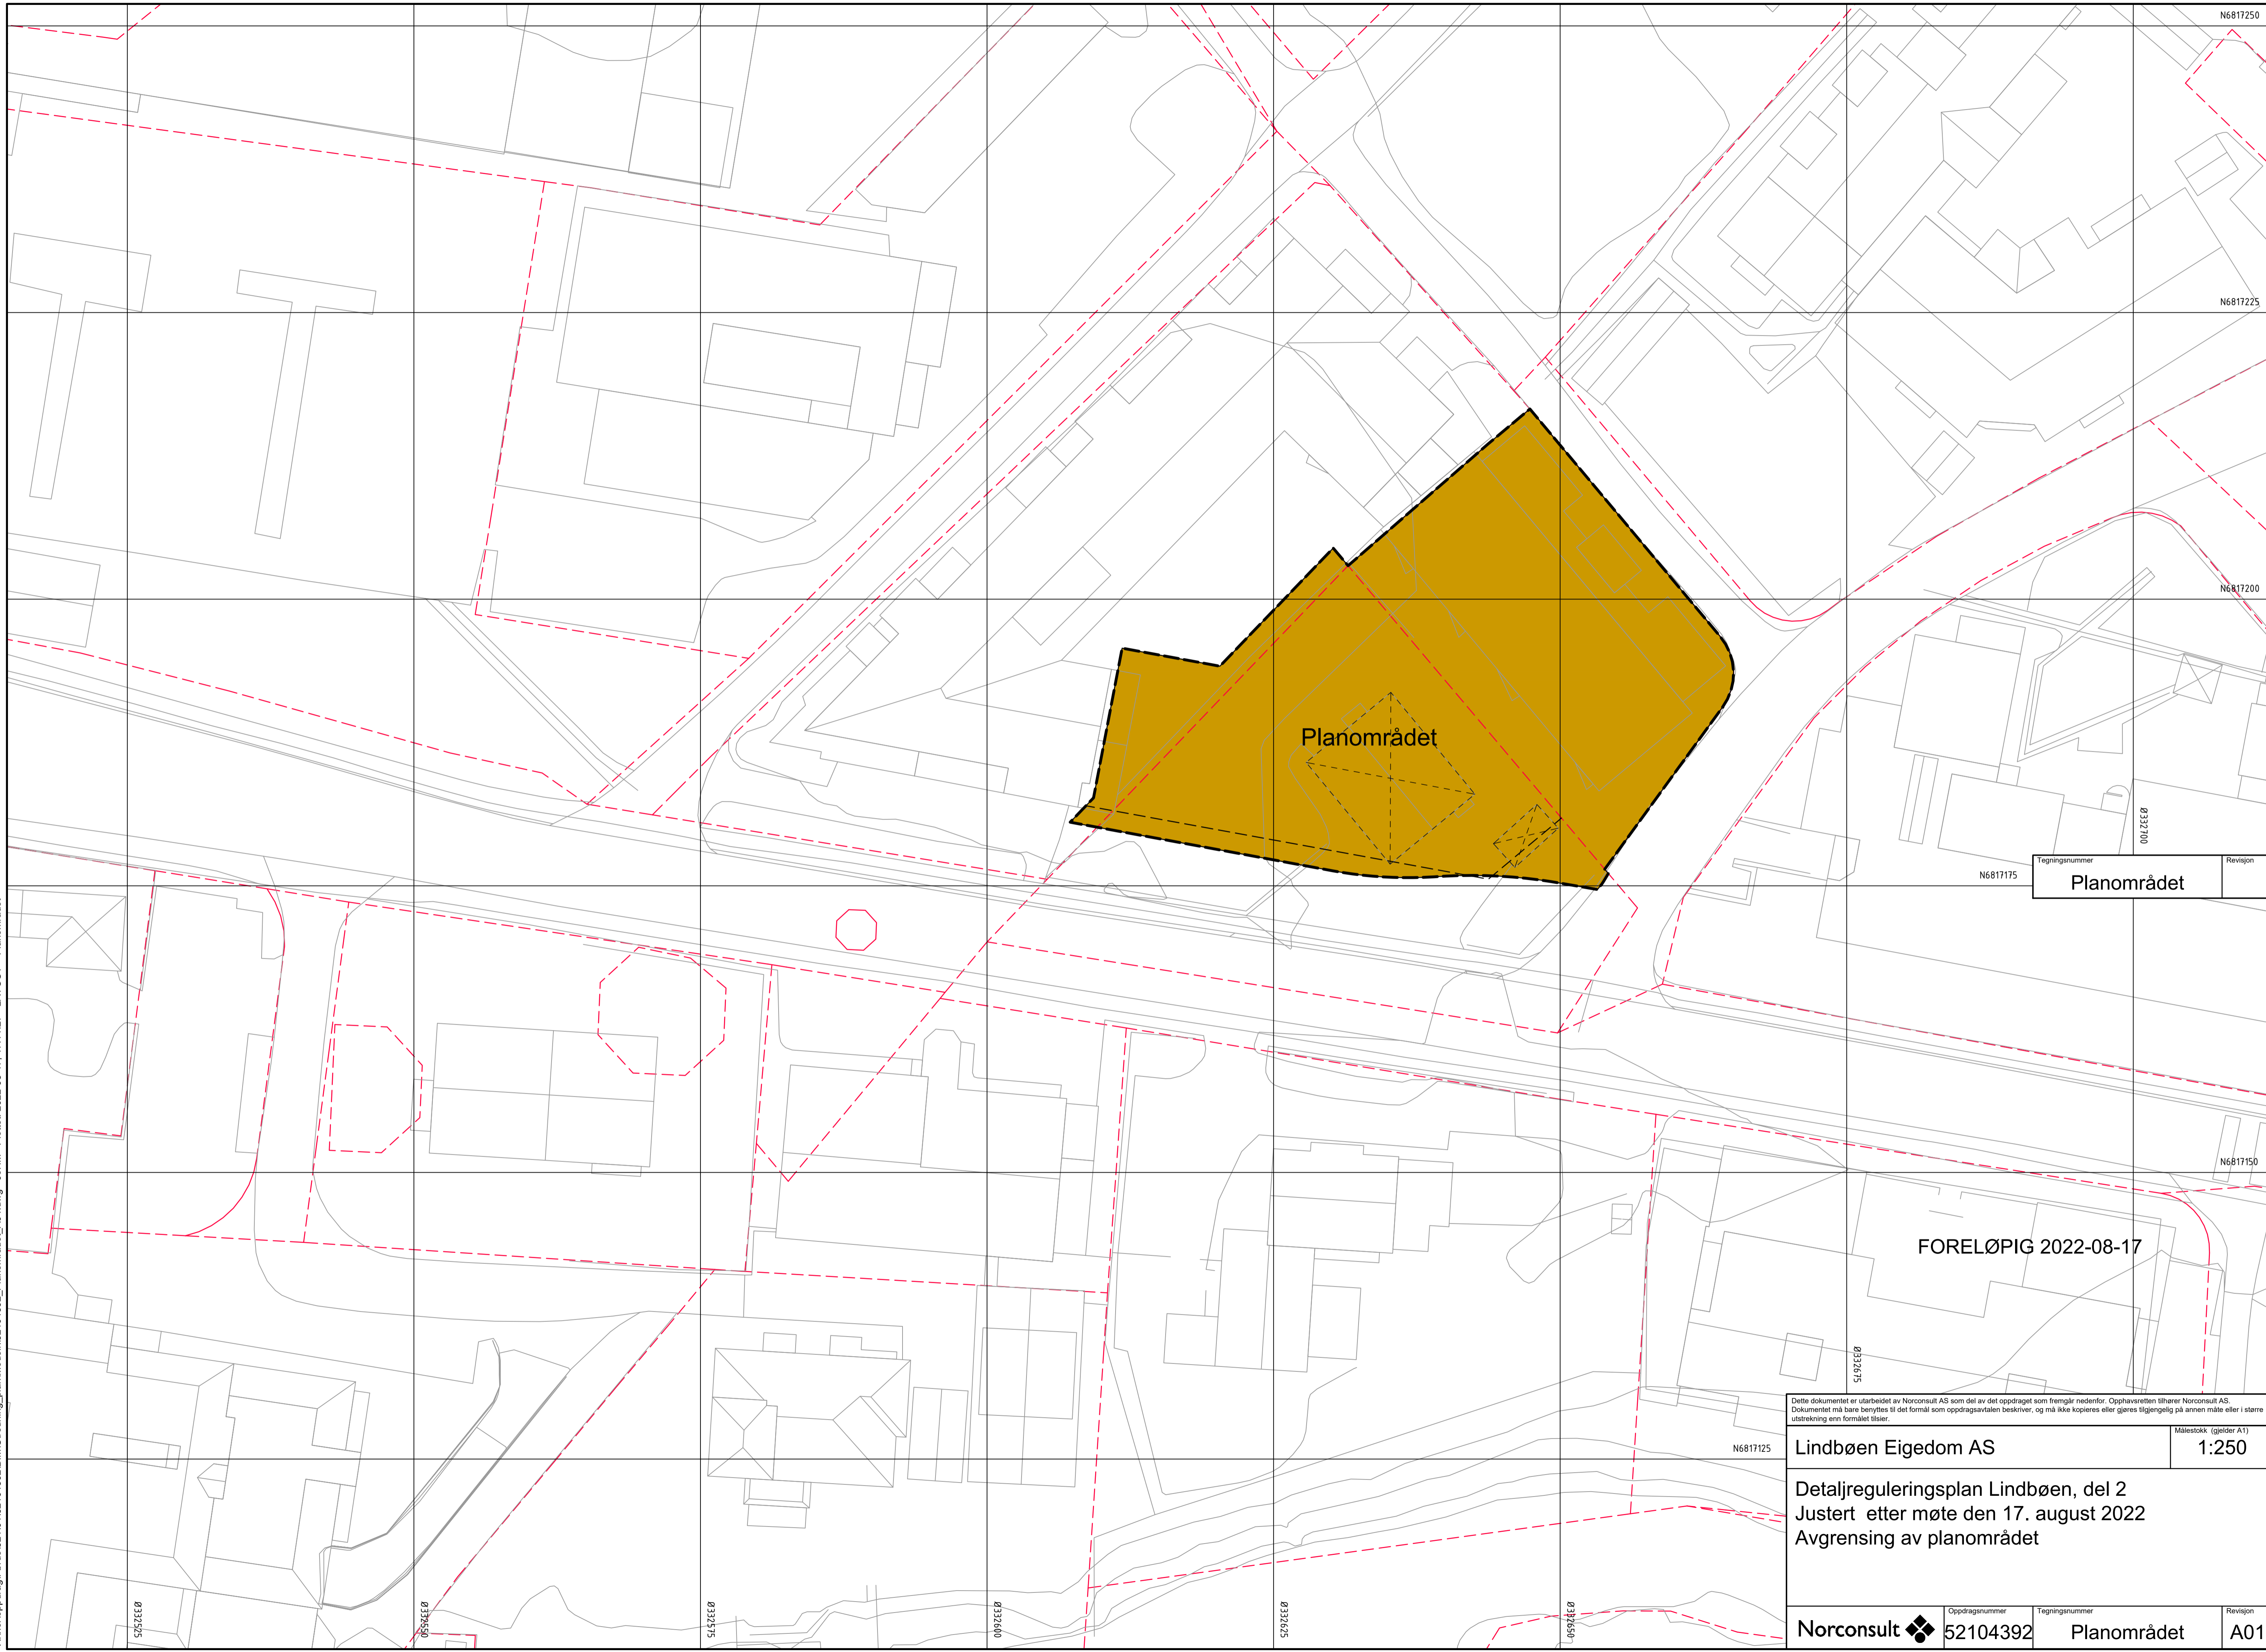 N6817250
N6817225
N6817200
Planområdet
Ø332700
Tegningsnummer
Revisjon
N6817175
Planområdet
N6817150
FORELØPIG 2022-08-17
Ø332675
Dette dokumentet er utarbeidet av Norconsult AS som del av det oppdraget som fremgår nedenfor. Opphavsretten tilhører Norconsult AS.
Dokumentet må bare benyttes til det formål som oppdragsavtalen beskriver, og må ikke kopieres eller gjøres tilgjengelig på annen måte eller i større
utstrekning enn formålet tilsier.
N6817125
Lindbøen Eigedom AS
Målestokk (gjelder A1)
1:250
Detaljreguleringsplan Lindbøen, del 2
Justert etter møte den 17. august 2022
Avgrensing av planområdet
Ø332525
Ø332550
Ø332575
Ø332600
Ø332625
Ø332650
Norconsult
Oppdragsnummer
52104392
Tegningsnummer
Planområdet
Revisjon
A01